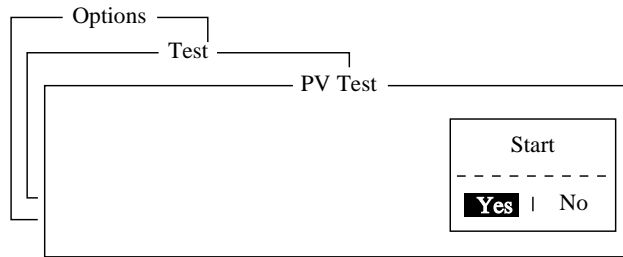 Options
Test
PV Test
Start
Yes | No